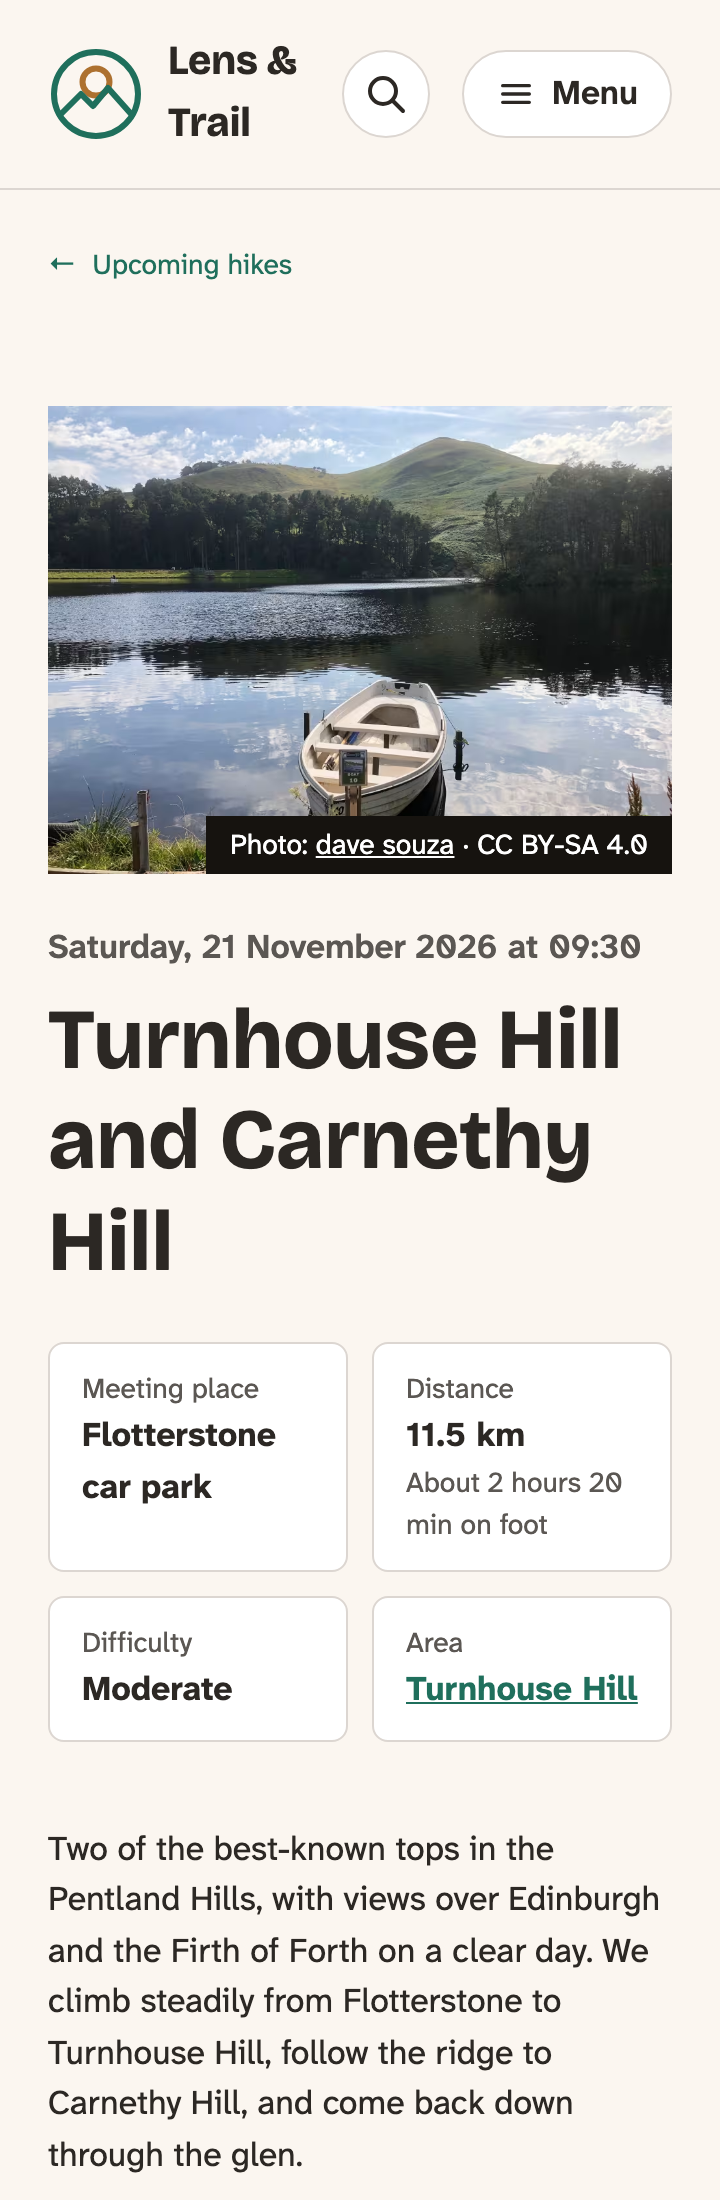 Lens &
Trail
Menu
← Upcoming hikes
Photo: dave souza · CC BY-SA 4.0
Saturday, 21 November 2026 at 09:30
Turnhouse Hill
and Carnethy
Hill
Meeting place
Flotterstone
car park
Distance
11.5 km
About 2 hours 20
min on foot
Difficulty
Moderate
Area
Turnhouse Hill
Two of the best-known tops in the
Pentland Hills, with views over Edinburgh
and the Firth of Forth on a clear day. We
climb steadily from Flotterstone to
Turnhouse Hill, follow the ridge to
Carnethy Hill, and come back down
through the glen.